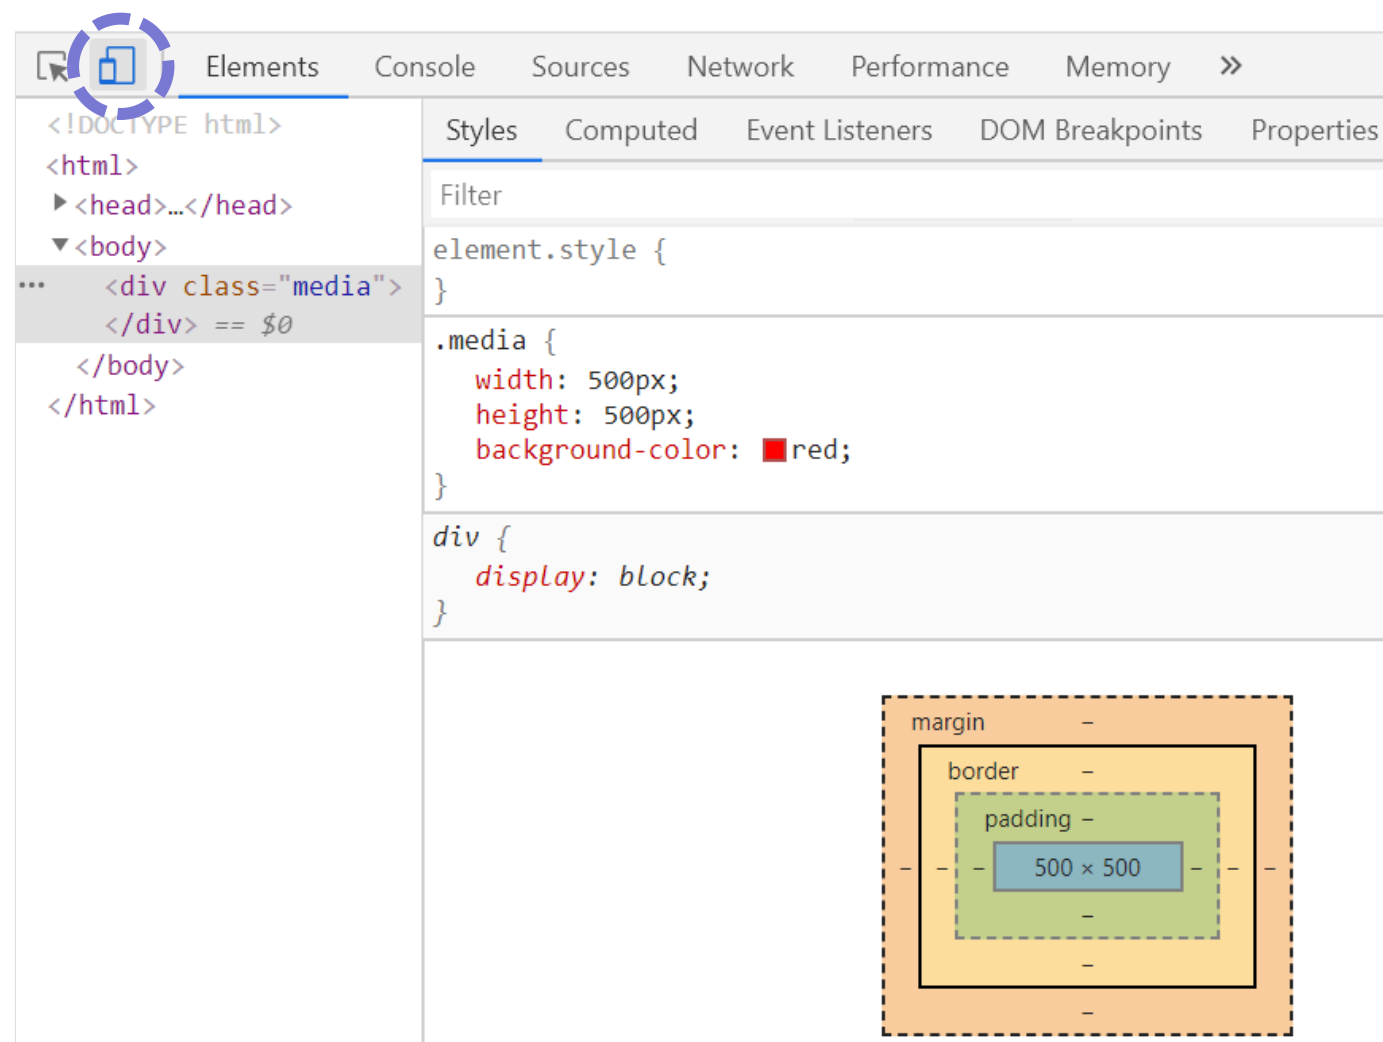 Elements Console Sources Network Performance Memory »
<!DOCTYPE html>
<html>
<head>…</head>
<body>
<div class="media">
</div> == $0
</body>
</html>
Styles Computed Event Listeners DOM Breakpoints Properties
Filter
element.style {
}
.media {
width: 500px;
height: 500px;
background-color: red;
}
div {
display: block;
}
margin –
border –
padding –
– – – 500 × 500 – – –
–
–
–